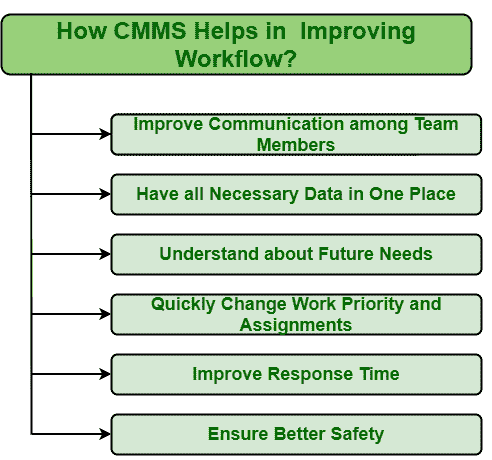 How CMMS Helps in  Improving
Workflow?
Improve Communication among Team
Members
Have all Necessary Data in One Place
Understand about Future Needs
Quickly Change Work Priority and
Assignments
Improve Response Time
Ensure Better Safety